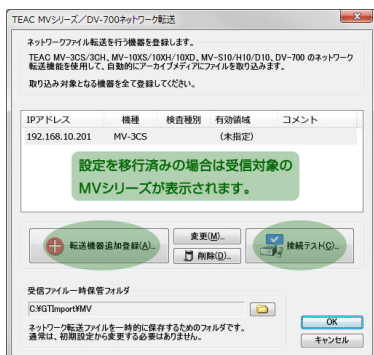 TEAC MVシリーズ／DV-700ネットワーク転送
ネットワークファイル転送を行う機器を登録します。
TEAC MV-3CS/3CH、MV-10XS/10XH/10XD、MV-S10/H10/D10、DV-700 のネットワーク
転送機能を使用して、自動的にアーカイブメディアにファイルを取り込みます。
取り込み対象となる機器を全て登録してください。
IPアドレス 機種 検査種別 有効領域 コメント
192.168.10.201 MV-3CS （未指定）
設定を移行済みの場合は受信対象の
MVシリーズが表示されます。
転送機器追加登録(A)...
変更(M)...
削除(D)...
接続テスト(C)...
受信ファイル一時保管フォルダ
C:¥GTImport¥MV
ネットワーク転送ファイルを一時的に保存するためのフォルダです。
通常は、初期設定から変更する必要はありません。
OK
キャンセル